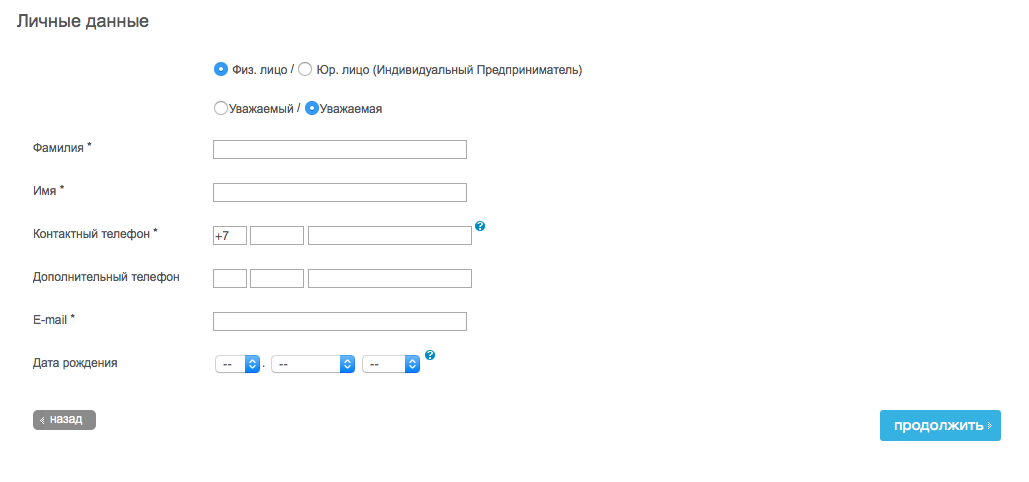 Личные данные
Физ. лицо / Юр. лицо (Индивидуальный Предприниматель)
Уважаемый / Уважаемая
Фамилия *
Имя *
Контактный телефон * +7 ?
Дополнительный телефон
E-mail *
Дата рождения -- . -- -- ?
назад
продолжить